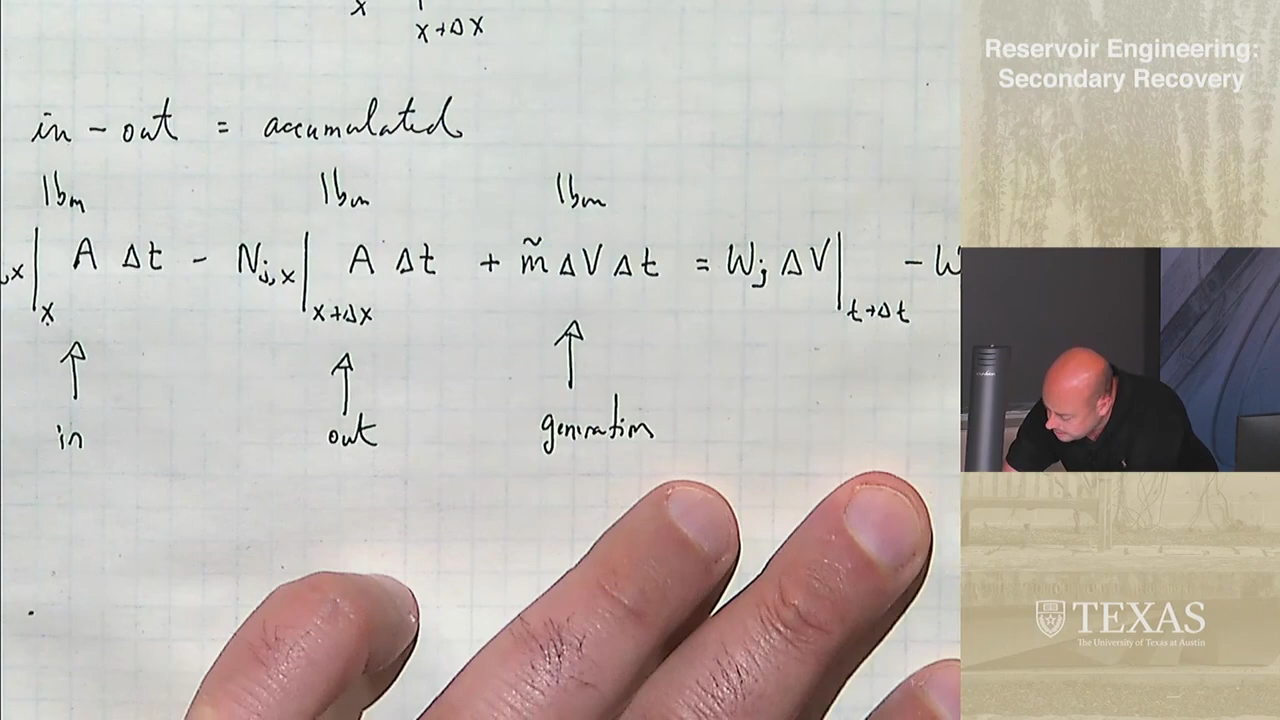 x
x+Δx
in - out = accumulated
lbm lbm lbm
,x|x A Δt - Nj,x|x+Δx A Δt + m̃ ΔV Δt = Wj ΔV|t+Δt - W
in out generation
Reservoir Engineering:
Secondary Recovery
TEXAS
The University of Texas at Austin